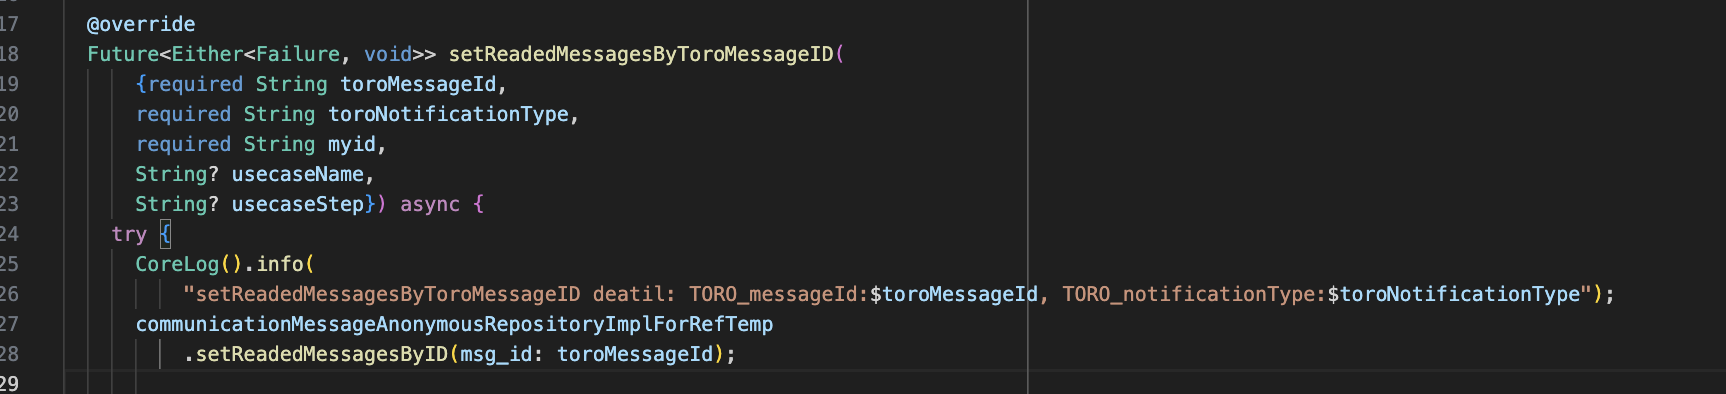 17 @override
18 Future<Either<Failure, void>> setReadedMessagesByToroMessageID(
19 {required String toroMessageId,
20 required String toroNotificationType,
21 required String myid,
22 String? usecaseName,
23 String? usecaseStep}) async {
24 try {
25 CoreLog().info(
26 "setReadedMessagesByToroMessageID deatil: TORO_messageId:$toroMessageId, TORO_notificationType:$toroNotificationType");
27 communicationMessageAnonymousRepositoryImplForRefTemp
28 .setReadedMessagesByID(msg_id: toroMessageId);
29